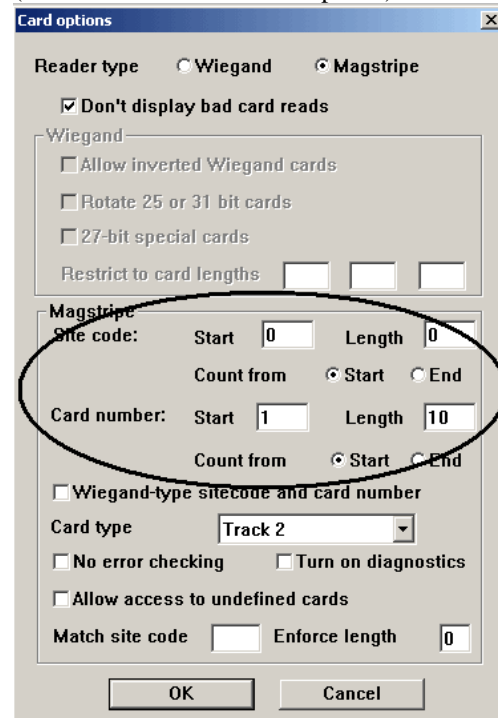 Card options
Reader type Wiegand Magstripe
Don't display bad card reads
Wiegand
Allow inverted Wiegand cards
Rotate 25 or 31 bit cards
27-bit special cards
Restrict to card lengths
Magstripe
Site code: Start 0 Length 0
Count from Start End
Card number: Start 1 Length 10
Count from Start End
Wiegand-type sitecode and card number
Card type Track 2
No error checking Turn on diagnostics
Allow access to undefined cards
Match site code Enforce length 0
OK Cancel